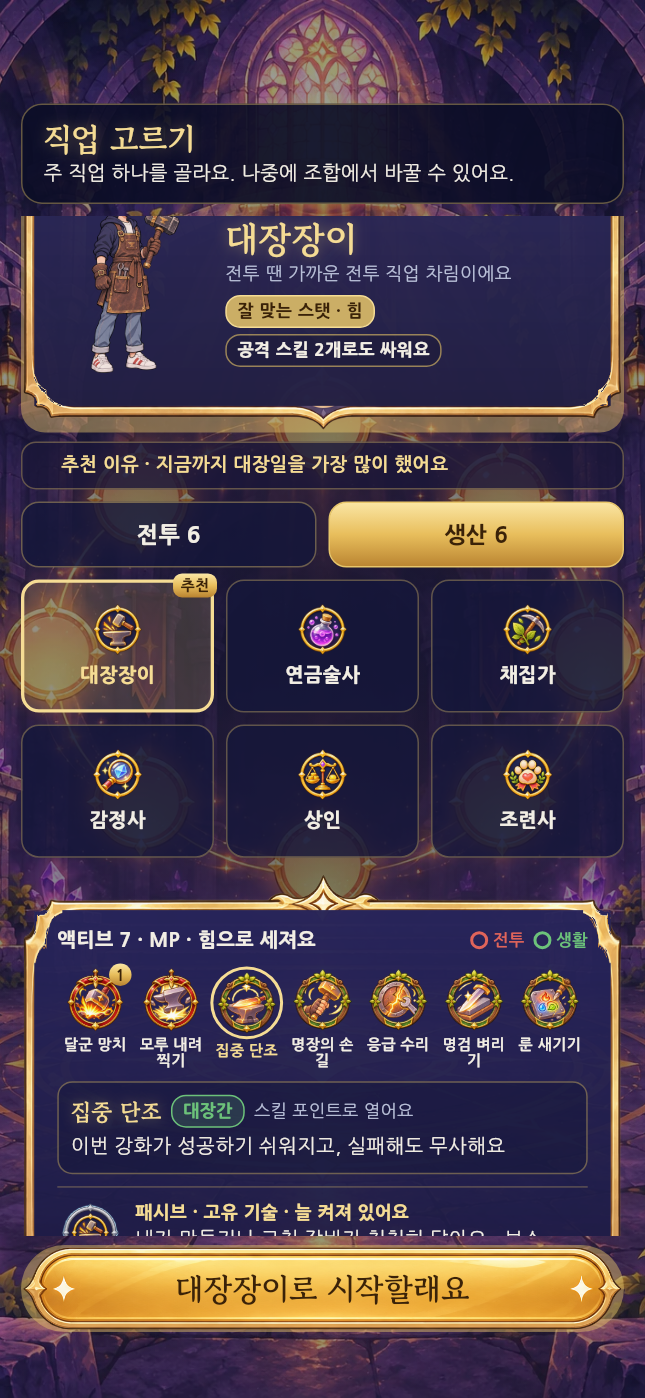 직업 고르기
주 직업 하나를 골라요. 나중에 조합에서 바꿀 수 있어요.
대장장이
전투 땐 가까운 전투 직업 차림이에요
잘 맞는 스탯 · 힘
공격 스킬 2개로도 싸워요
추천 이유 · 지금까지 대장일을 가장 많이 했어요
전투 6
생산 6
추천
대장장이
연금술사
채집가
감정사
상인
조련사
액티브 7 · MP · 힘으로 세져요
전투
생활
1
달군 망치
모루 내려
찍기
집중 단조
명장의 손
길
응급 수리
명검 벼리
기
룬 새기기
집중 단조
대장간
스킬 포인트로 열어요
이번 강화가 성공하기 쉬워지고, 실패해도 무사해요
패시브 · 고유 기술 · 늘 켜져 있어요
대장장이로 시작할래요